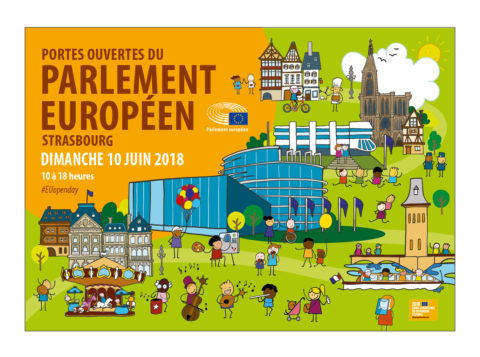 PORTES OUVERTES DU
PARLEMENT
EUROPÉEN
STRASBOURG
DIMANCHE 10 JUIN 2018
10 à 18 heures
#EUopenday
Parlement européen